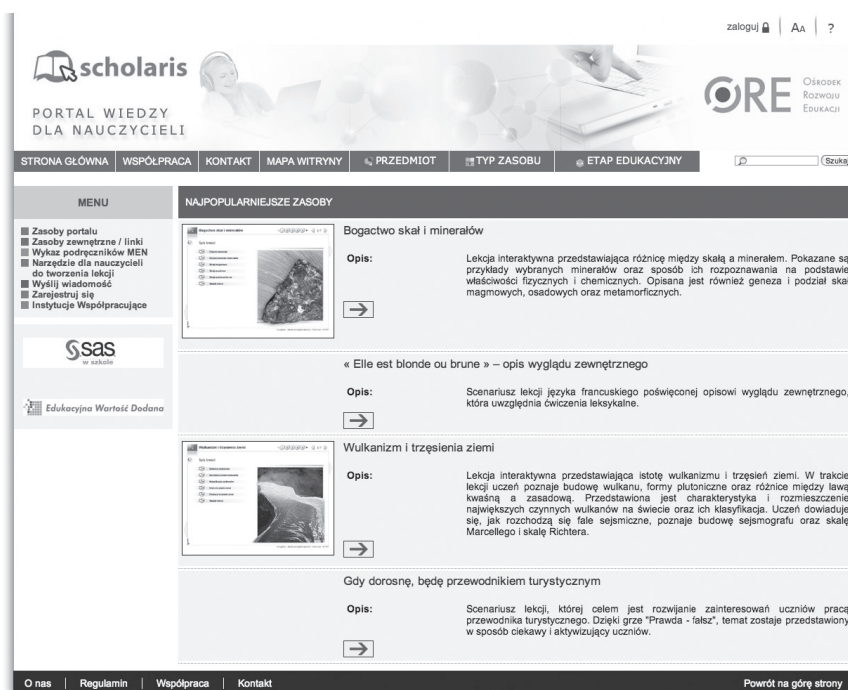 zaloguj AA ?
scholaris
PORTAL WIEDZY
DLA NAUCZYCIELI
ORE
OŚRODEK
ROZWOJU
EDUKACJI
STRONA GŁÓWNA WSPÓŁPRACA KONTAKT MAPA WITRYNY PRZEDMIOT TYP ZASOBU ETAP EDUKACYJNY Szukaj
MENU
Zasoby portalu
Zasoby zewnętrzne / linki
Wykaz podręczników MEN
Narzędzie dla nauczycieli
do tworzenia lekcji
Wyślij wiadomość
Zarejestruj się
Instytucje Współpracujące
sas
w szkole
Edukacyjna Wartość Dodana
NAJPOPULARNIEJSZE ZASOBY
Bogactwo skał i minerałów
Bogactwo skał i minerałów
Opis:
Lekcja interaktywna przedstawiająca różnicę między skałą a minerałem. Pokazane są
przykłady wybranych minerałów oraz sposób ich rozpoznawania na podstawie
właściwości fizycznych i chemicznych. Opisana jest również geneza i podział skał
magmowych, osadowych oraz metamorficznych.
« Elle est blonde ou brune » – opis wyglądu zewnętrznego
Opis:
Scenariusz lekcji języka francuskiego poświęconej opisowi wyglądu zewnętrznego,
która uwzględnia ćwiczenia leksykalne.
Wulkanizm i trzęsienia ziemi
Wulkanizm i trzęsienia ziemi
Opis:
Lekcja interaktywna przedstawiająca istotę wulkanizmu i trzęsień ziemi. W trakcie
lekcji uczeń poznaje budowę wulkanu, formy plutoniczne oraz różnice między lawą
kwaśną a zasadową. Przedstawiona jest charakterystyka i rozmieszczenie
największych czynnych wulkanów na świecie oraz ich klasyfikacja. Uczeń dowiaduje
się, jak rozchodzą się fale sejsmiczne, poznaje budowę sejsmografu oraz skalę
Marcellego i skalę Richtera.
Gdy dorosnę, będę przewodnikiem turystycznym
Opis:
Scenariusz lekcji, której celem jest rozwijanie zainteresowań uczniów pracą
przewodnika turystycznego. Dzięki grze "Prawda - fałsz", temat zostaje przedstawiony
w sposób ciekawy i aktywizujący uczniów.
O nas Regulamin Współpraca Kontakt Powrót na górę strony